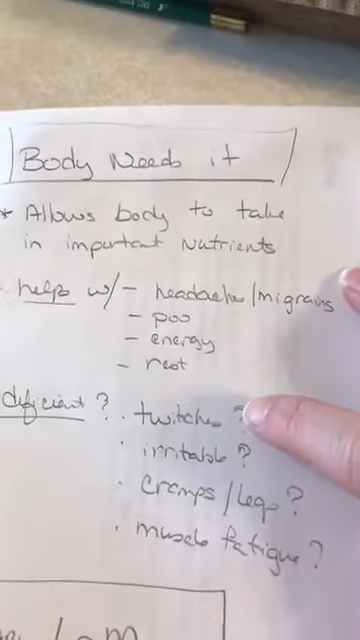 Body Needs it
* Allows body to take
in important nutrients
- help w/ - headaches/migrans
- poo
- energy
- rest
deficient? · twitches?
· irritable?
· cramps/legs?
· muscle fatigue?